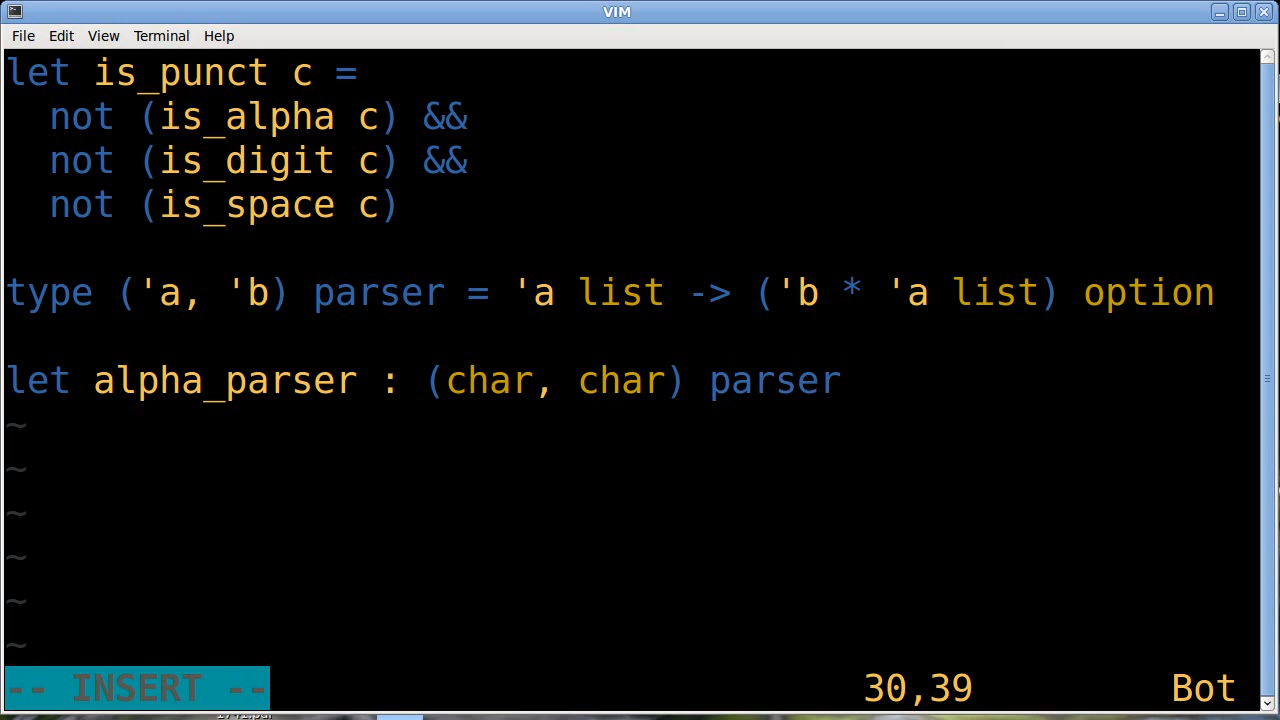 VIM
File Edit View Terminal Help
let is_punct c =
  not (is_alpha c) &&
  not (is_digit c) &&
  not (is_space c)
type ('a, 'b) parser = 'a list -> ('b * 'a list) option
let alpha_parser : (char, char) parser
~
~
~
~
~
~
-- INSERT -- 30,39 Bot